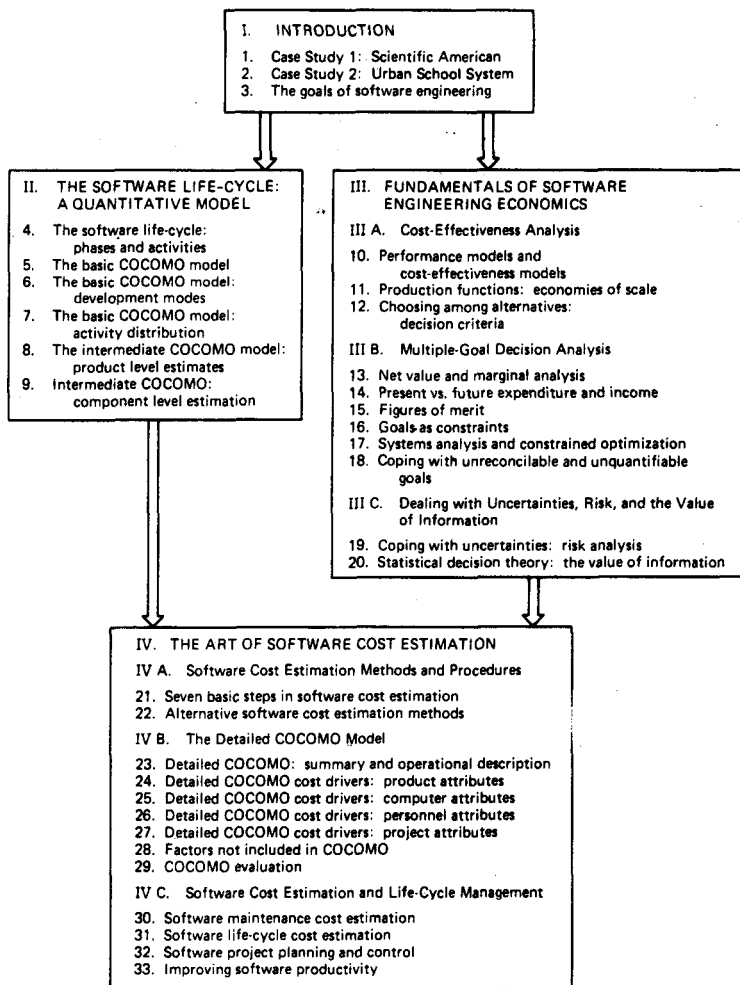 I. INTRODUCTION
1. Case Study 1: Scientific American
2. Case Study 2: Urban School System
3. The goals of software engineering
II. THE SOFTWARE LIFE-CYCLE:
A QUANTITATIVE MODEL
4. The software life-cycle:
phases and activities
5. The basic COCOMO model
6. The basic COCOMO model:
development modes
7. The basic COCOMO model:
activity distribution
8. The intermediate COCOMO model:
product level estimates
9. Intermediate COCOMO:
component level estimation
III. FUNDAMENTALS OF SOFTWARE
ENGINEERING ECONOMICS
III A. Cost-Effectiveness Analysis
10. Performance models and
cost-effectiveness models
11. Production functions: economies of scale
12. Choosing among alternatives:
decision criteria
III B. Multiple-Goal Decision Analysis
13. Net value and marginal analysis
14. Present vs. future expenditure and income
15. Figures of merit
16. Goals as constraints
17. Systems analysis and constrained optimization
18. Coping with unreconcilable and unquantifiable
goals
III C. Dealing with Uncertainties, Risk, and the Value
of Information
19. Coping with uncertainties: risk analysis
20. Statistical decision theory: the value of information
IV. THE ART OF SOFTWARE COST ESTIMATION
IV A. Software Cost Estimation Methods and Procedures
21. Seven basic steps in software cost estimation
22. Alternative software cost estimation methods
IV B. The Detailed COCOMO Model
23. Detailed COCOMO: summary and operational description
24. Detailed COCOMO cost drivers: product attributes
25. Detailed COCOMO cost drivers: computer attributes
26. Detailed COCOMO cost drivers: personnel attributes
27. Detailed COCOMO cost drivers: project attributes
28. Factors not included in COCOMO
29. COCOMO evaluation
IV C. Software Cost Estimation and Life-Cycle Management
30. Software maintenance cost estimation
31. Software life-cycle cost estimation
32. Software project planning and control
33. Improving software productivity